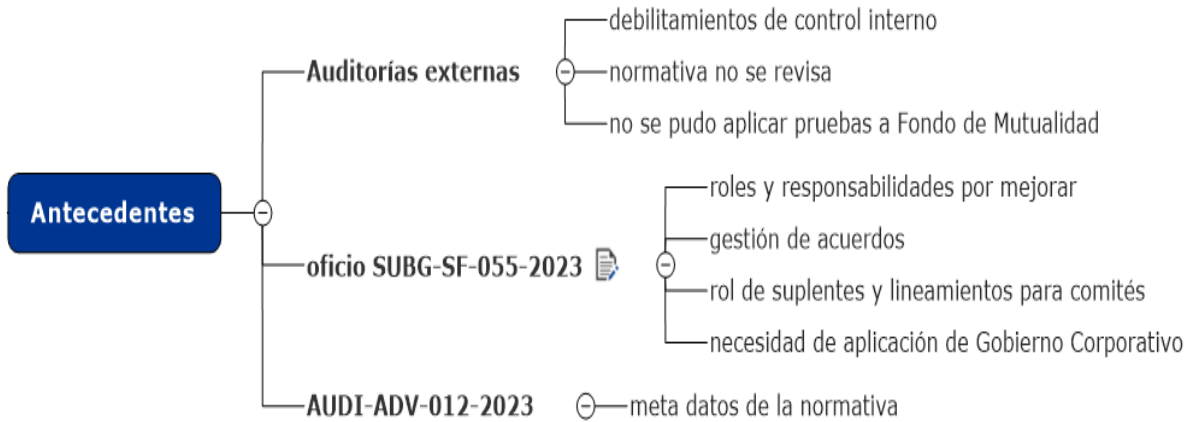 Antecedentes
Auditorías externas
debilitamientos de control interno
normativa no se revisa
no se pudo aplicar pruebas a Fondo de Mutualidad
oficio SUBG-SF-055-2023
roles y responsabilidades por mejorar
gestión de acuerdos
rol de suplentes y lineamientos para comités
necesidad de aplicación de Gobierno Corporativo
AUDI-ADV-012-2023
meta datos de la normativa